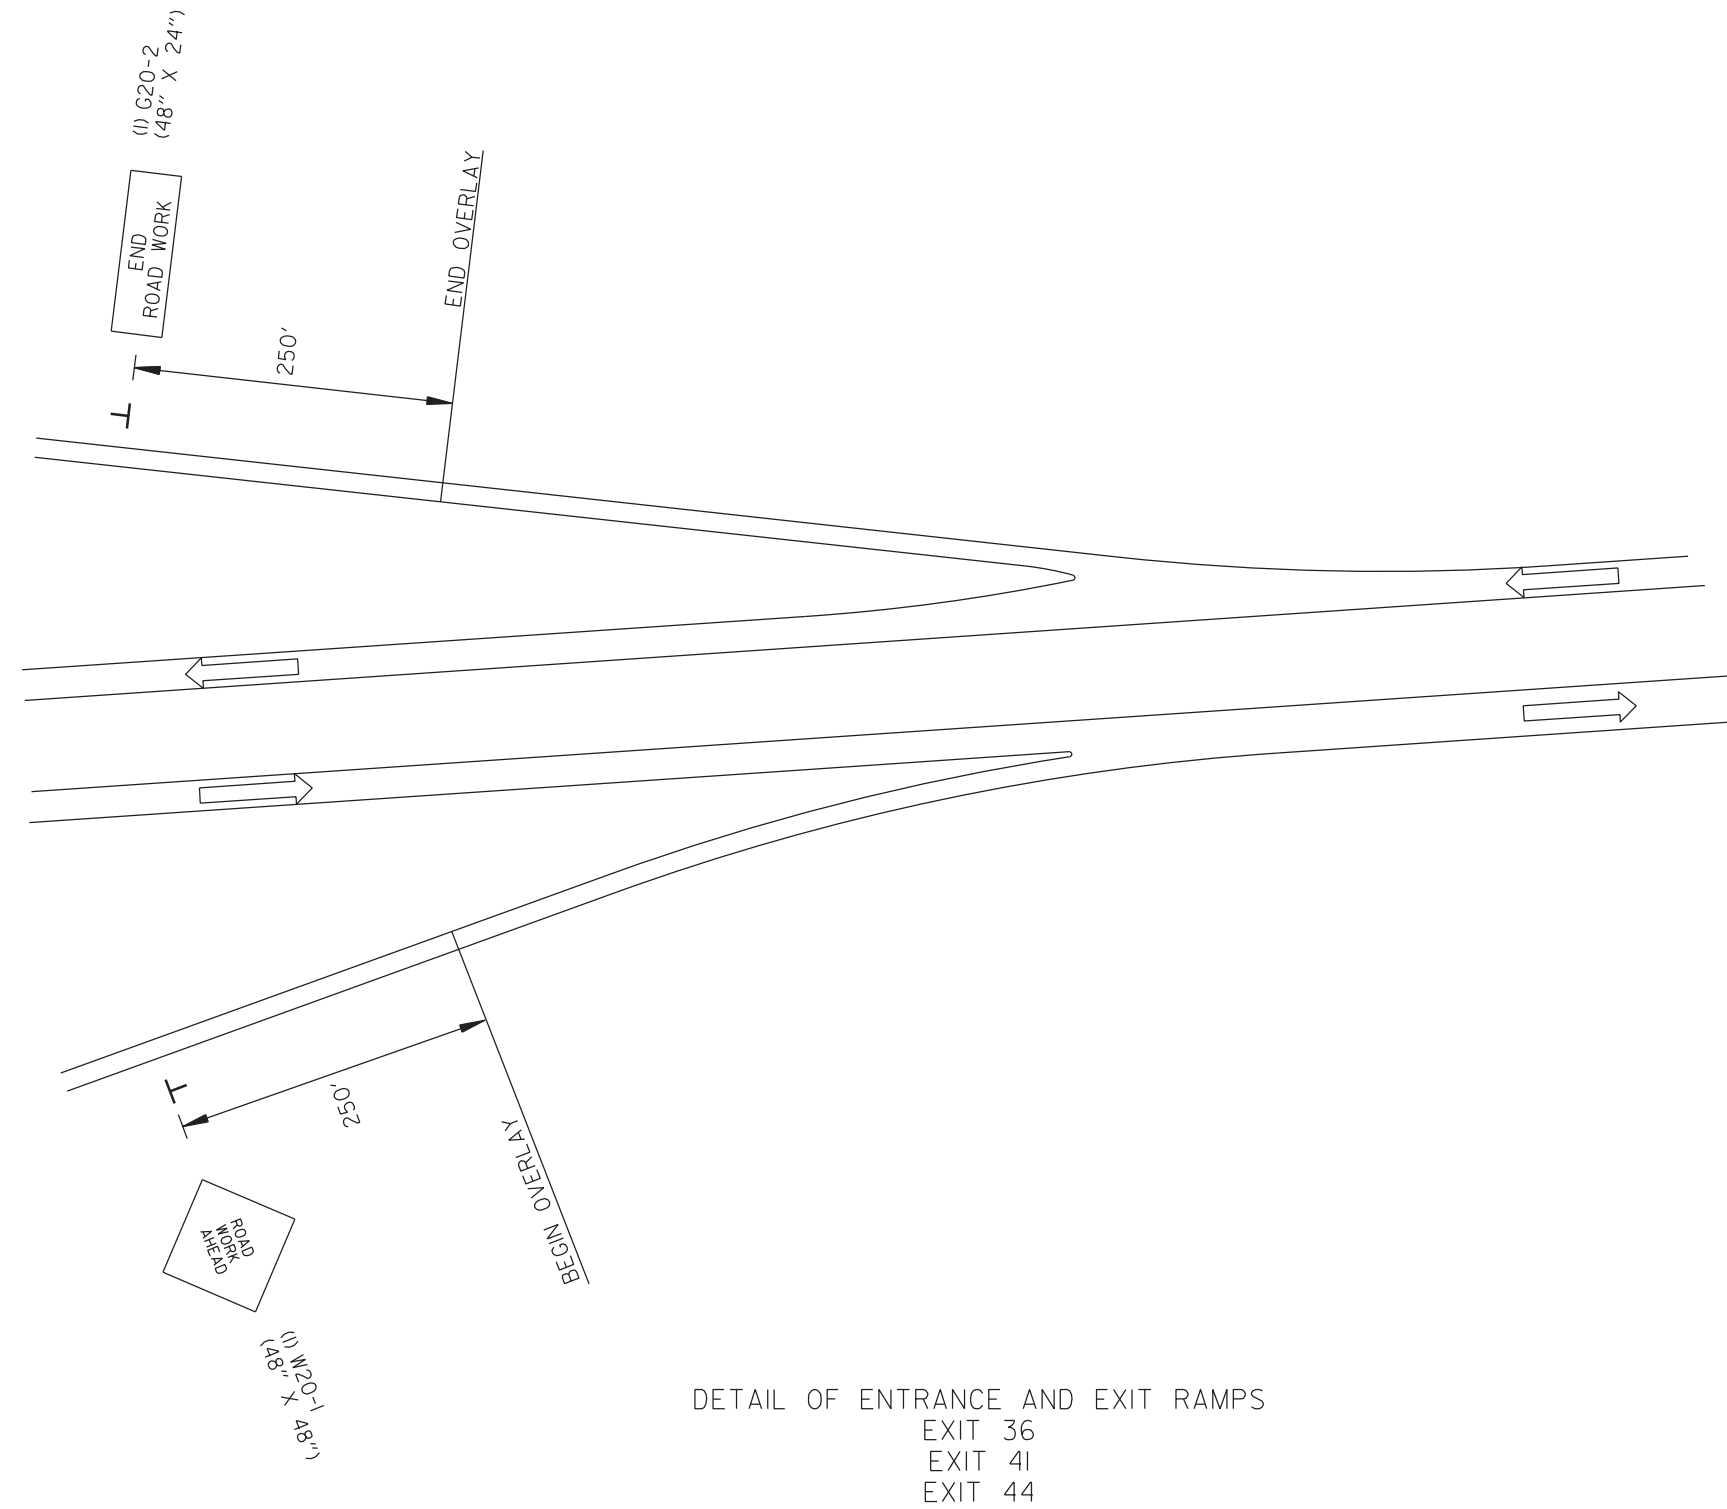 (1) G20-2
(48" X 24")
END
ROAD WORK
END OVERLAY
250'
250'
BEGIN OVERLAY
ROAD
WORK
AHEAD
(1) W20-1
(48" X 48")
DETAIL OF ENTRANCE AND EXIT RAMPS
EXIT 36
EXIT 41
EXIT 44